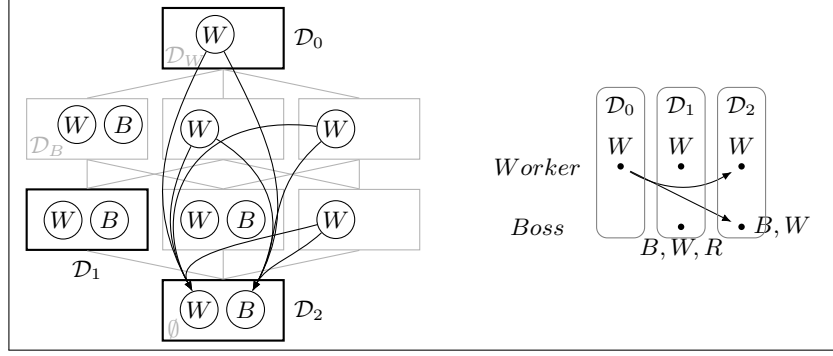 𝒟_W W 𝒟_0
W B W W
𝒟_B
W B W B W
𝒟_1
W B 𝒟_2
∅
𝒟_0 𝒟_1 𝒟_2
W W W
Worker
Boss B, W
B, W, R